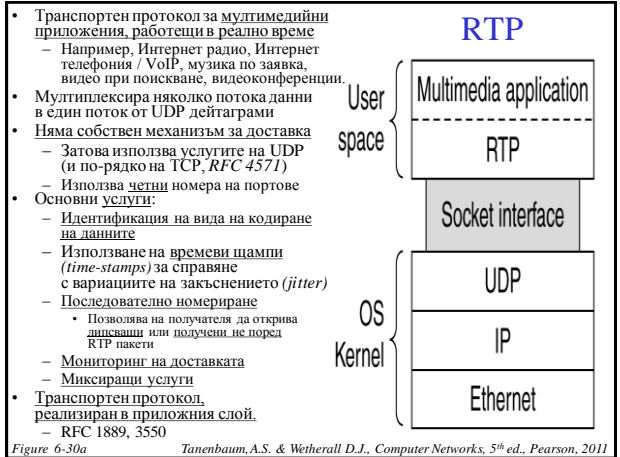 • Транспортен протокол за мултимедийни
приложения, работещи в реално време
– Например, Интернет радио, Интернет
телефония / VoIP, музика по заявка,
видео при поискване, видеоконференции.
• Мултиплексира няколко потока данни
в един поток от UDP дейтаграми
• Няма собствен механизъм за доставка
– Затова използва услугите на UDP
(и по-рядко на TCP, RFC 4571)
– Използва четни номера на портове
• Основни услуги:
– Идентификация на вида на кодиране
на данните
– Използване на времеви щампи
(time-stamps) за справяне
с вариациите на закъснението (jitter)
– Последователно номериране
• Позволява на получателя да открива
липсващи или получени не поред
RTP пакети
– Мониторинг на доставката
– Миксиращи услуги
• Транспортен протокол,
реализиран в приложния слой.
– RFC 1889, 3550
RTP
User
space
Multimedia application
RTP
Socket interface
OS
Kernel
UDP
IP
Ethernet
Figure 6-30a
Tanenbaum, A.S. & Wetherall D.J., Computer Networks, 5th ed., Pearson, 2011